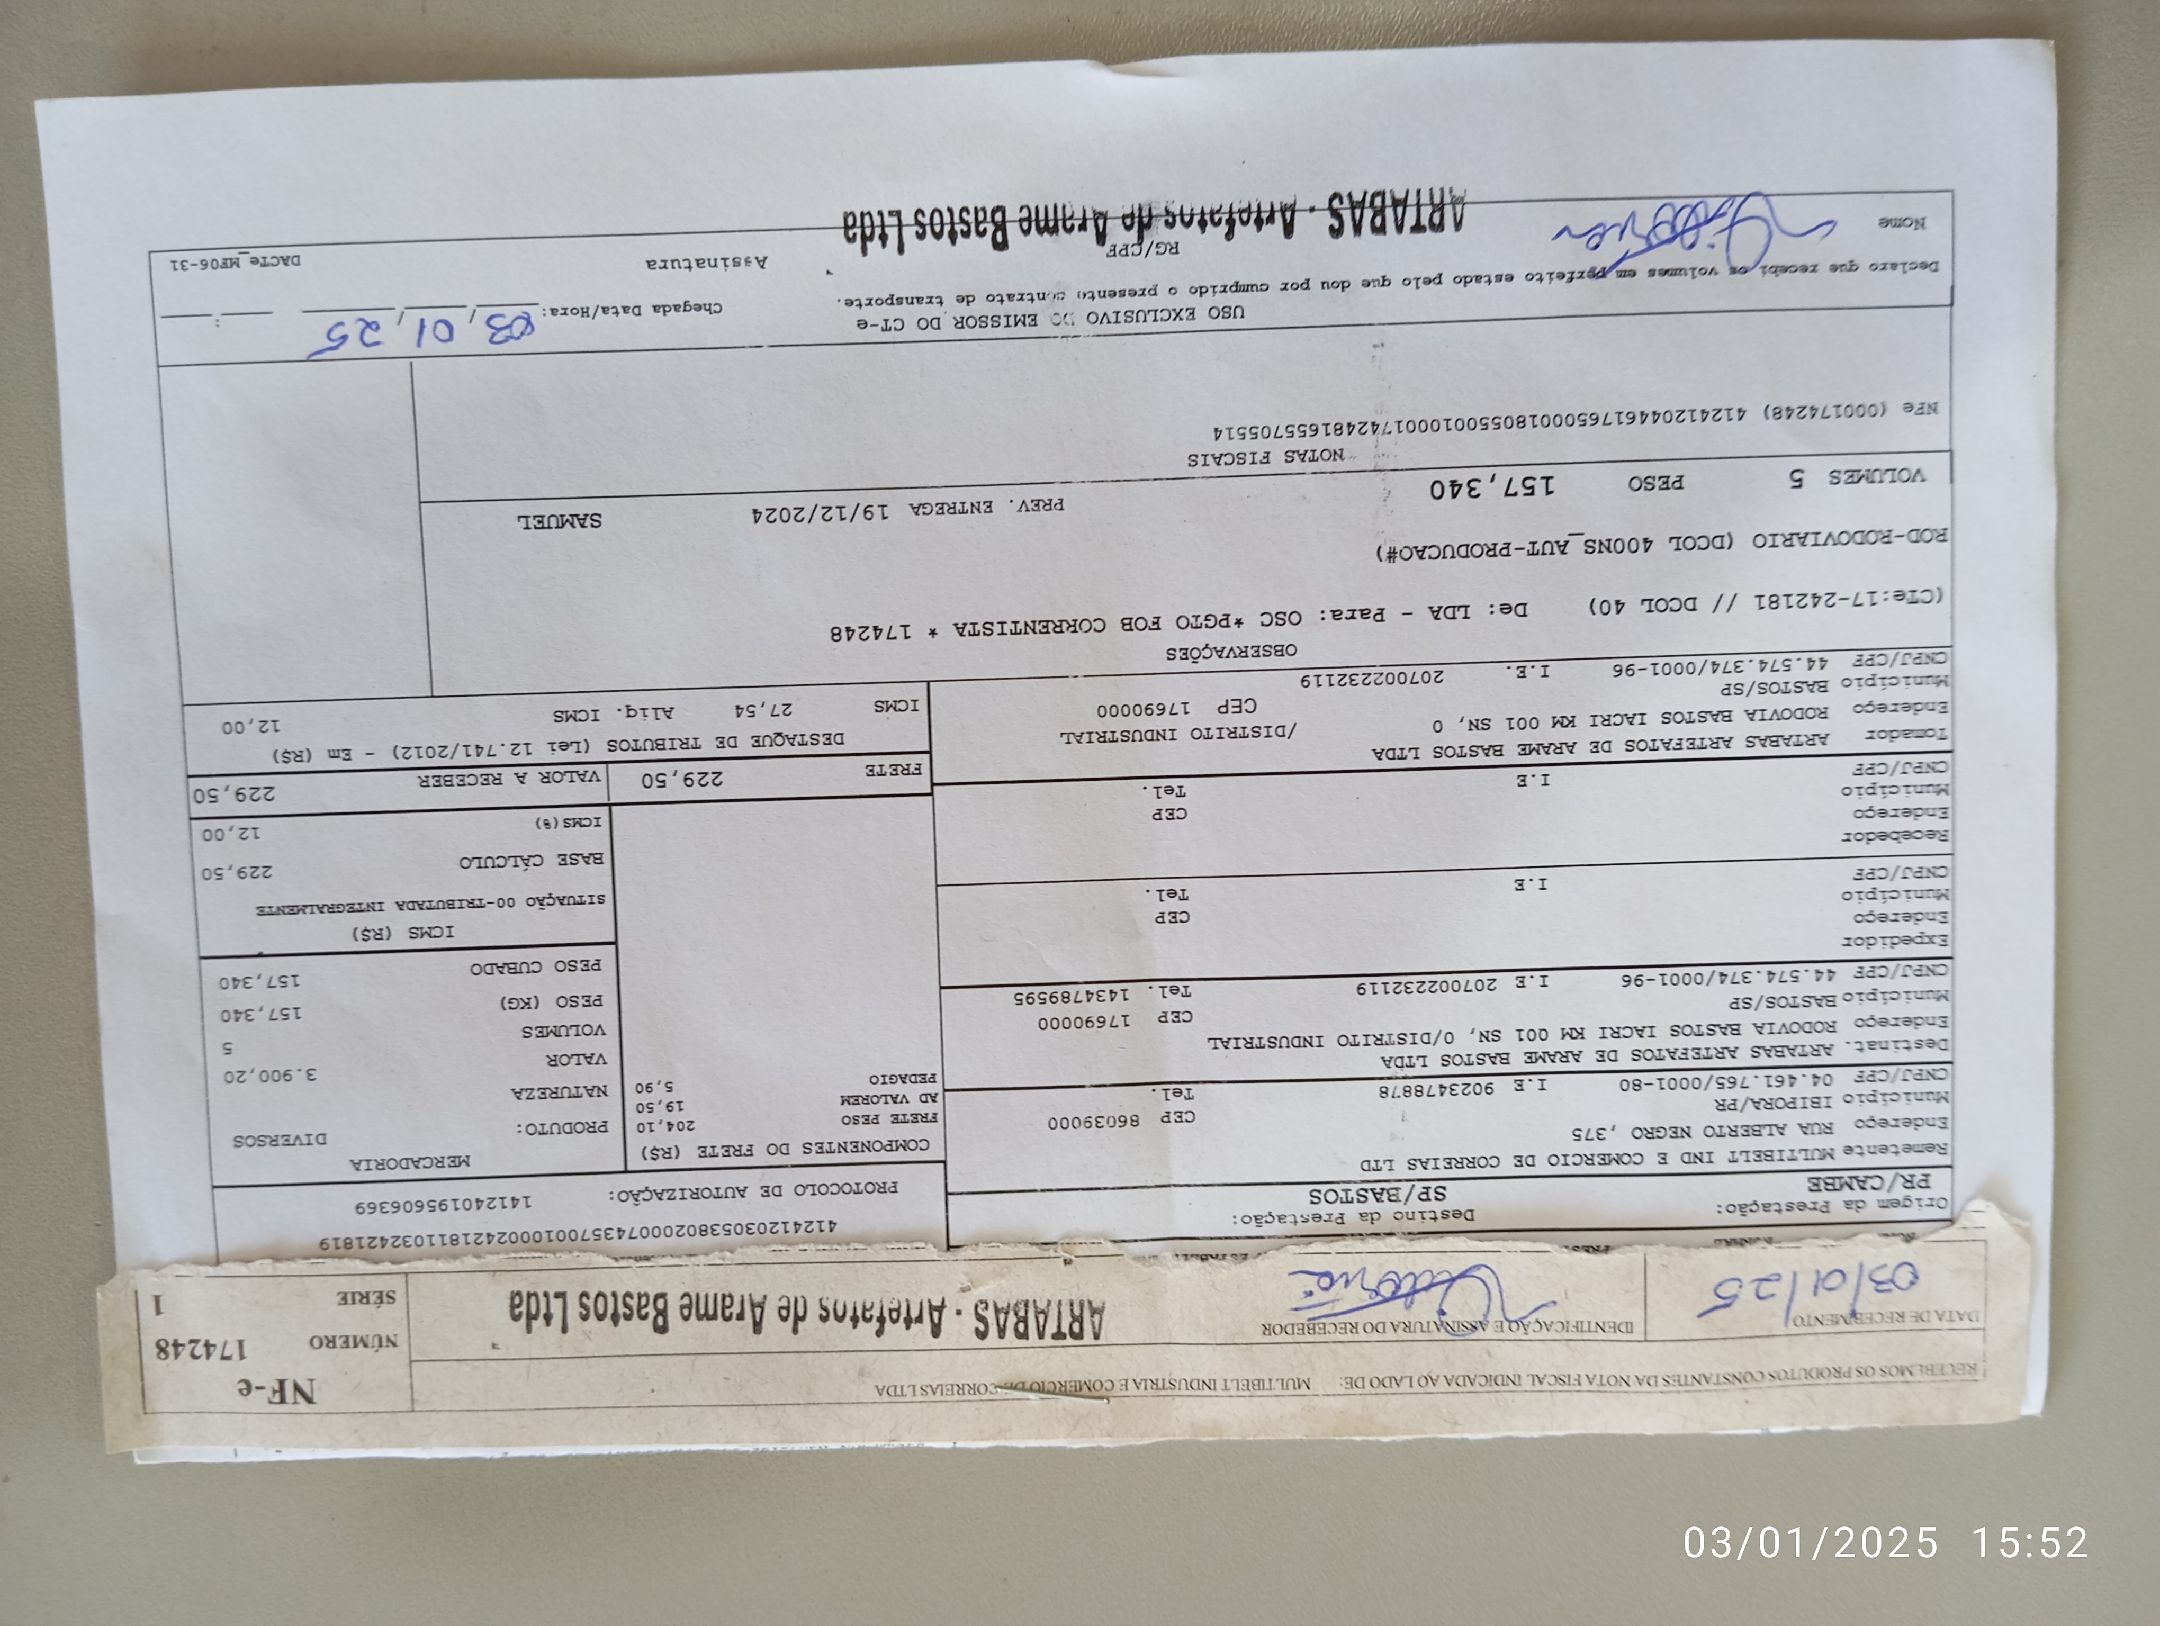 RECEBEMOS OS PRODUTOS CONSTANTES DA NOTA FISCAL INDICADA AO LADO DE: MULTIBELT INDUSTRIA E COMERCIO DE CORREIAS LTDA
NF-e
DATA DE RECEBIMENTO
IDENTIFICAÇÃO E ASSINATURA DO RECEBEDOR
NÚMERO 174248
SÉRIE 1
03/01/25
ARTABAS - Artefatos de Arame Bastos Ltda
Origem da Prestação:
PR/CAMBE
Destino da Prestação:
SP/BASTOS
41241203053802000743570010002421811032421819
PROTOCOLO DE AUTORIZAÇÃO: 141240195606369
Remetente MULTIBELT IND E COMERCIO DE CORREIAS LTD
Endereço RUA ALBERTO NEGRO ,375
Município IBIPORA/PR CEP 86039000
CNPJ/CPF 04.461.765/0001-80 I.E 9023478878 Tel.
Destinat. ARTABAS ARTEFATOS DE ARAME BASTOS LTDA
Endereço RODOVIA BASTOS IACRI KM 001 SN, 0/DISTRITO INDUSTRIAL
Município BASTOS/SP CEP 17690000
CNPJ/CPF 44.574.374/0001-96 I.E 207002232119 Tel. 1434789595
Expedidor
Endereço
Município CEP
CNPJ/CPF I.E Tel.
Recebedor
Endereço
Município CEP
CNPJ/CPF I.E Tel.
Tomador ARTABAS ARTEFATOS DE ARAME BASTOS LTDA
Endereço RODOVIA BASTOS IACRI KM 001 SN, 0 /DISTRITO INDUSTRIAL
Município BASTOS/SP CEP 17690000
CNPJ/CPF 44.574.374/0001-96 I.E. 207002232119
COMPONENTES DO FRETE (R$)
FRETE PESO 204,10
AD VALOREM 19,50
PEDAGIO 5,90
MERCADORIA
PRODUTO: DIVERSOS
NATUREZA
VALOR 3.900,20
VOLUMES 5
PESO (KG) 157,340
PESO CUBADO 157,340
ICMS (R$)
SITUAÇÃO 00-TRIBUTADA INTEGRALMENTE
BASE CÁLCULO 229,50
ICMS(%) 12,00
FRETE 229,50 VALOR A RECEBER 229,50
DESTAQUE DE TRIBUTOS (Lei 12.741/2012) - Em (R$)
ICMS 27,54 Aliq. ICMS 12,00
OBSERVAÇÕES
(CTe:17-242181 // DCOL 40) De: LDA - Para: OSC *PGTO FOB CORRENTISTA * 174248
ROD-RODOVIARIO (DCOL 400NS_AUT-PRODUCAO#)
VOLUMES 5 PESO 157,340 PREV. ENTREGA 19/12/2024 SAMUEL
NOTAS FISCAIS
NFe (000174248) 41241204461765000180550010001742481655705514
USO EXCLUSIVO DO EMISSOR DO CT-e
Declaro que recebi os volumes em perfeito estado pelo que dou por cumprido o presente contrato de transporte.
Chegada Data/Hora: 03/01/25 :
Nome RG/CPF Assinatura DACTe_MF06-31
ARTABAS - Artefatos de Arame Bastos Ltda
03/01/2025 15:52